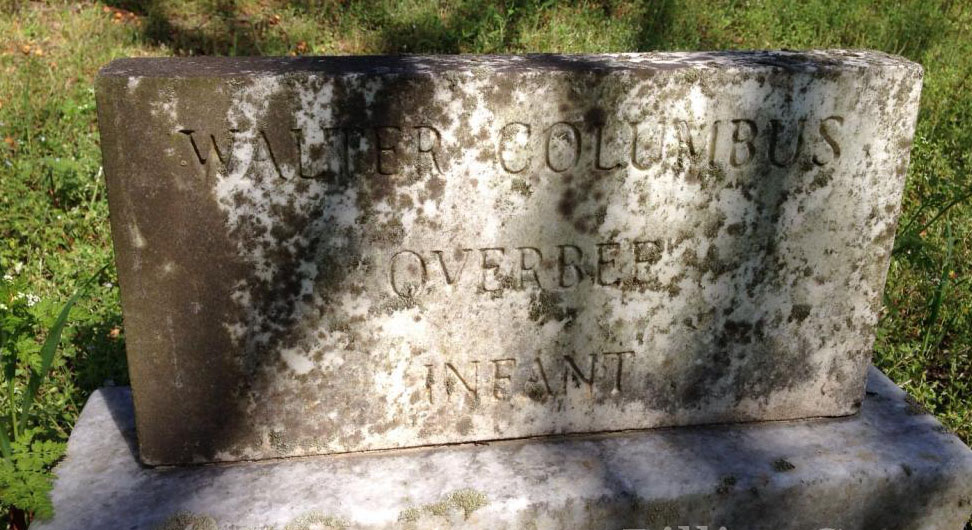 WALTER COLUMBUS
OVERBEE
INFANT